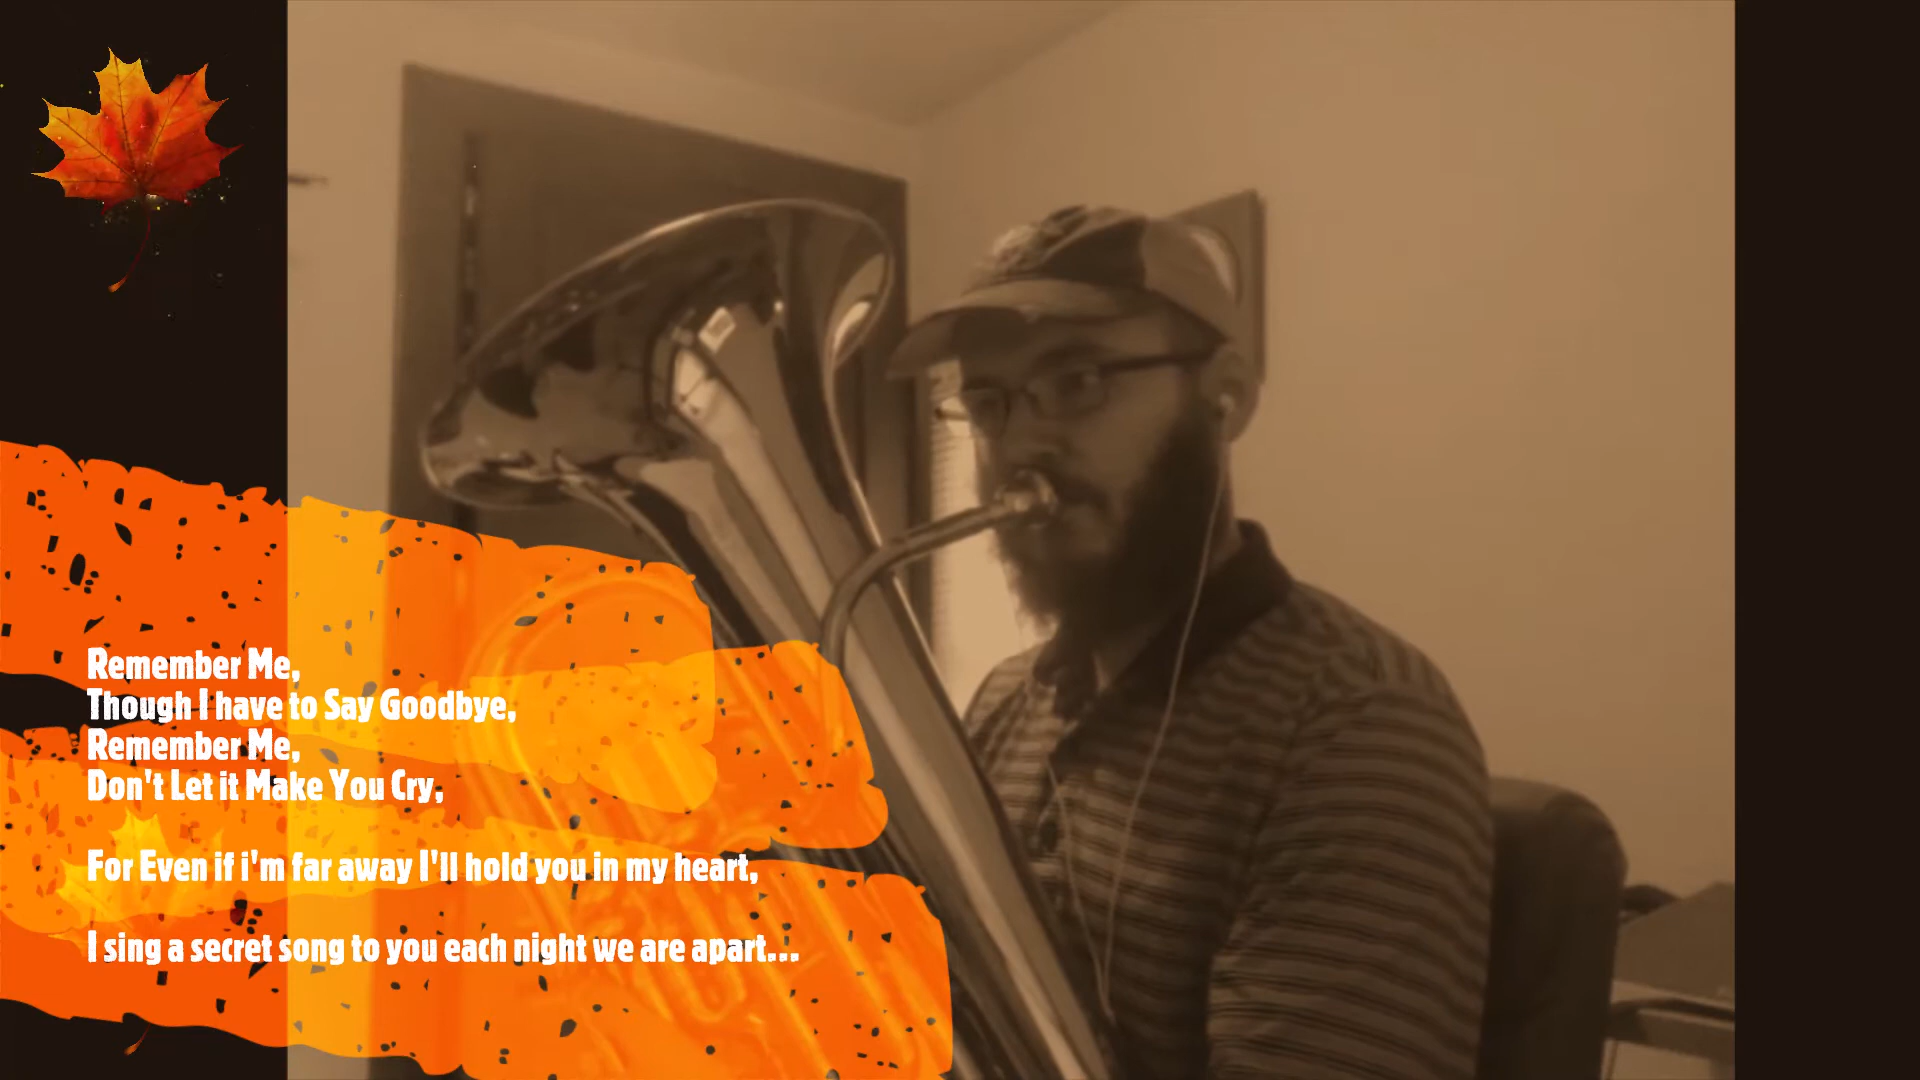 Remember Me,
Though I have to Say Goodbye,
Remember Me,
Don't Let it Make You Cry,
For Even if i'm far away I'll hold you in my heart,
I sing a secret song to you each night we are apart...